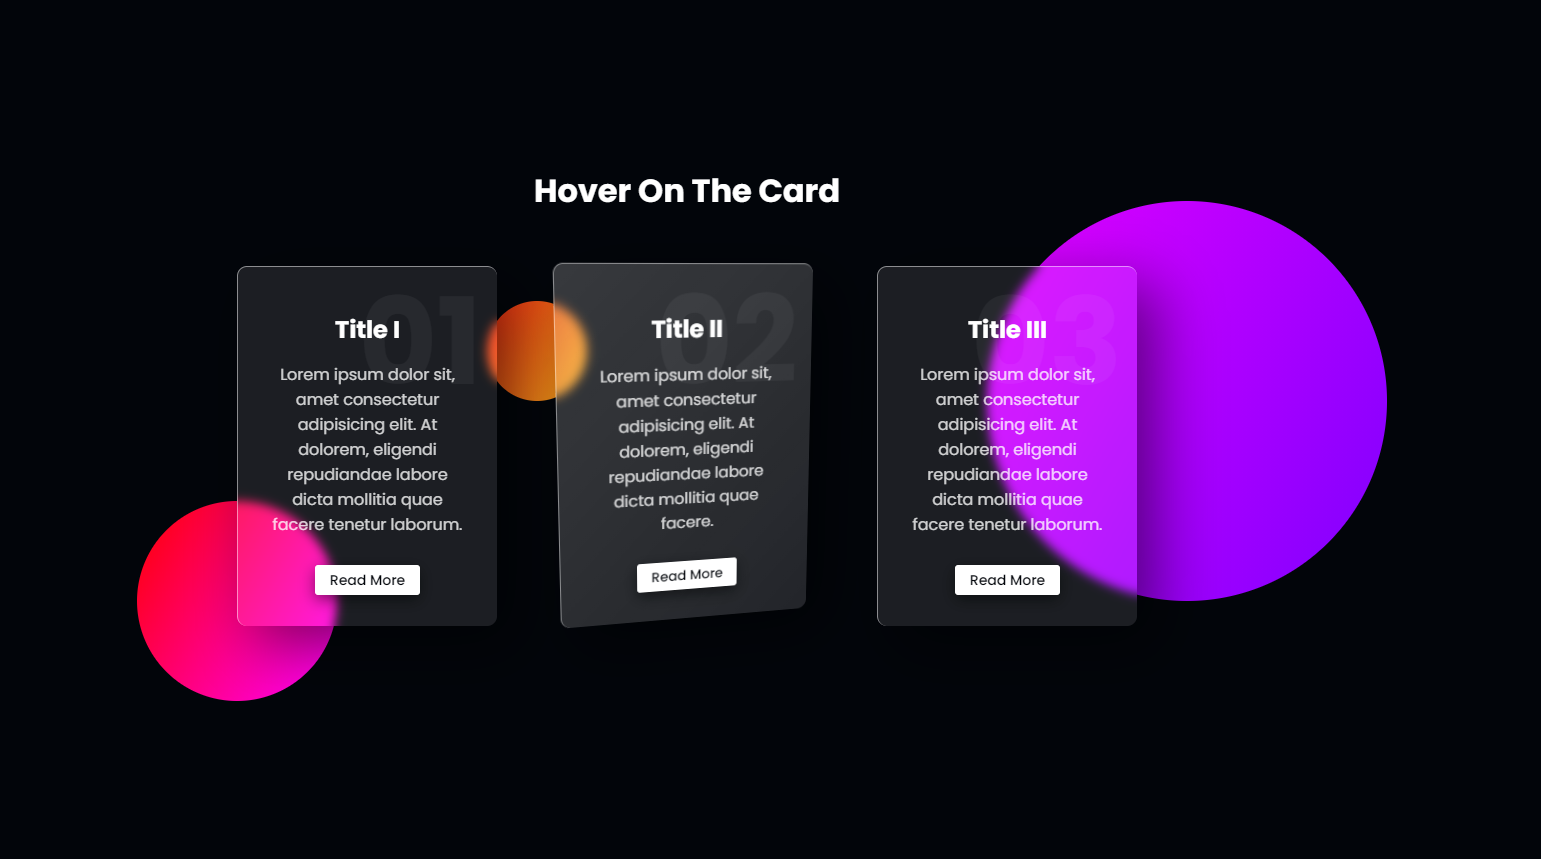 Hover On The Card
01
Title I
Lorem ipsum dolor sit,
amet consectetur
adipisicing elit. At
dolorem, eligendi
repudiandae labore
dicta mollitia quae
facere tenetur laborum.
Read More
02
Title II
Lorem ipsum dolor sit,
amet consectetur
adipisicing elit. At
dolorem, eligendi
repudiandae labore
dicta mollitia quae
facere.
Read More
03
Title III
Lorem ipsum dolor sit,
amet consectetur
adipisicing elit. At
dolorem, eligendi
repudiandae labore
dicta mollitia quae
facere tenetur laborum.
Read More